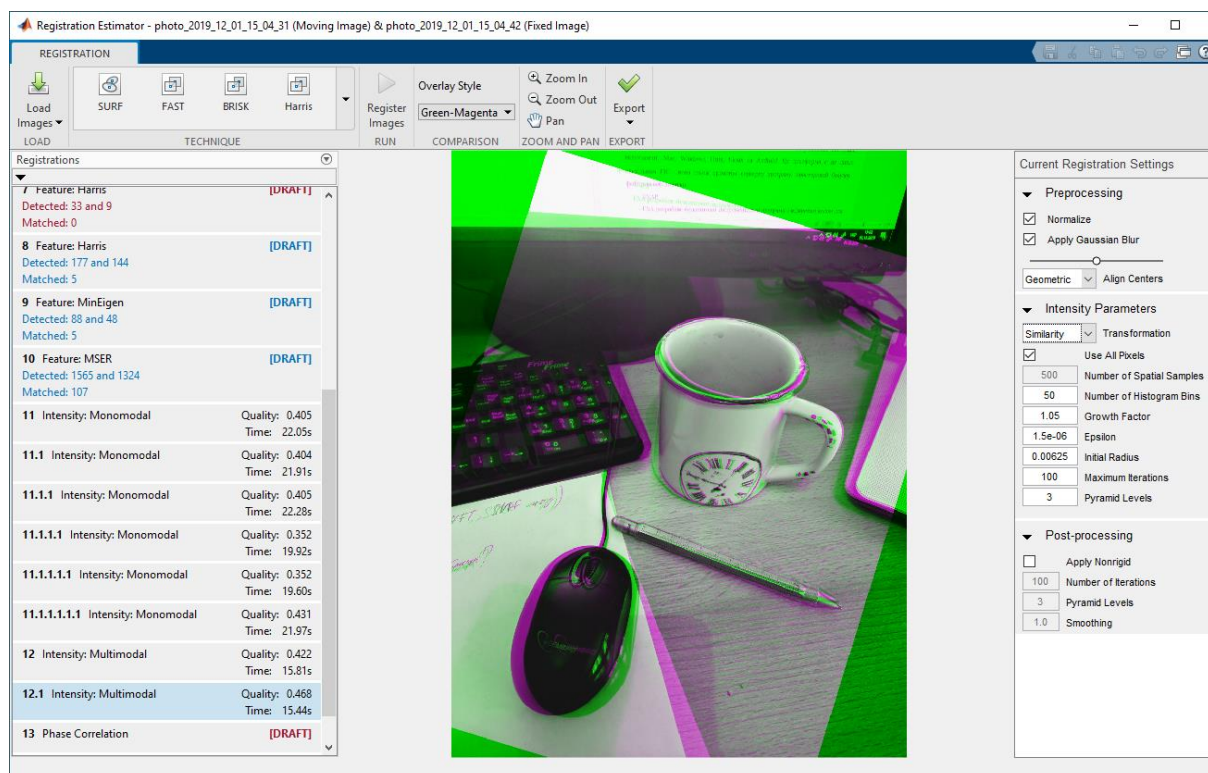 Registration Estimator - photo_2019_12_01_15_04_31 (Moving Image) & photo_2019_12_01_15_04_42 (Fixed Image)
REGISTRATION
Load Images
SURF
FAST
BRISK
Harris
Register Images
Overlay Style
Green-Magenta
Zoom In
Zoom Out
Pan
Export
LOAD
TECHNIQUE
RUN
COMPARISON
ZOOM AND PAN
EXPORT
Registrations
7 Feature: Harris [DRAFT]
Detected: 33 and 9
Matched: 0
8 Feature: Harris [DRAFT]
Detected: 177 and 144
Matched: 5
9 Feature: MinEigen [DRAFT]
Detected: 88 and 48
Matched: 5
10 Feature: MSER [DRAFT]
Detected: 1565 and 1324
Matched: 107
11 Intensity: Monomodal Quality: 0.405
Time: 22.05s
11.1 Intensity: Monomodal Quality: 0.404
Time: 21.91s
11.1.1 Intensity: Monomodal Quality: 0.405
Time: 22.28s
11.1.1.1 Intensity: Monomodal Quality: 0.352
Time: 19.92s
11.1.1.1.1 Intensity: Monomodal Quality: 0.352
Time: 19.60s
11.1.1.1.1.1 Intensity: Monomodal Quality: 0.431
Time: 21.97s
12 Intensity: Multimodal Quality: 0.422
Time: 15.81s
12.1 Intensity: Multimodal Quality: 0.468
Time: 15.44s
13 Phase Correlation [DRAFT]
Current Registration Settings
Preprocessing
Normalize
Apply Gaussian Blur
Geometric Align Centers
Intensity Parameters
Similarity Transformation
Use All Pixels
500 Number of Spatial Samples
50 Number of Histogram Bins
1.05 Growth Factor
1.5e-06 Epsilon
0.00625 Initial Radius
100 Maximum Iterations
3 Pyramid Levels
Post-processing
Apply Nonrigid
100 Number of Iterations
3 Pyramid Levels
1.0 Smoothing